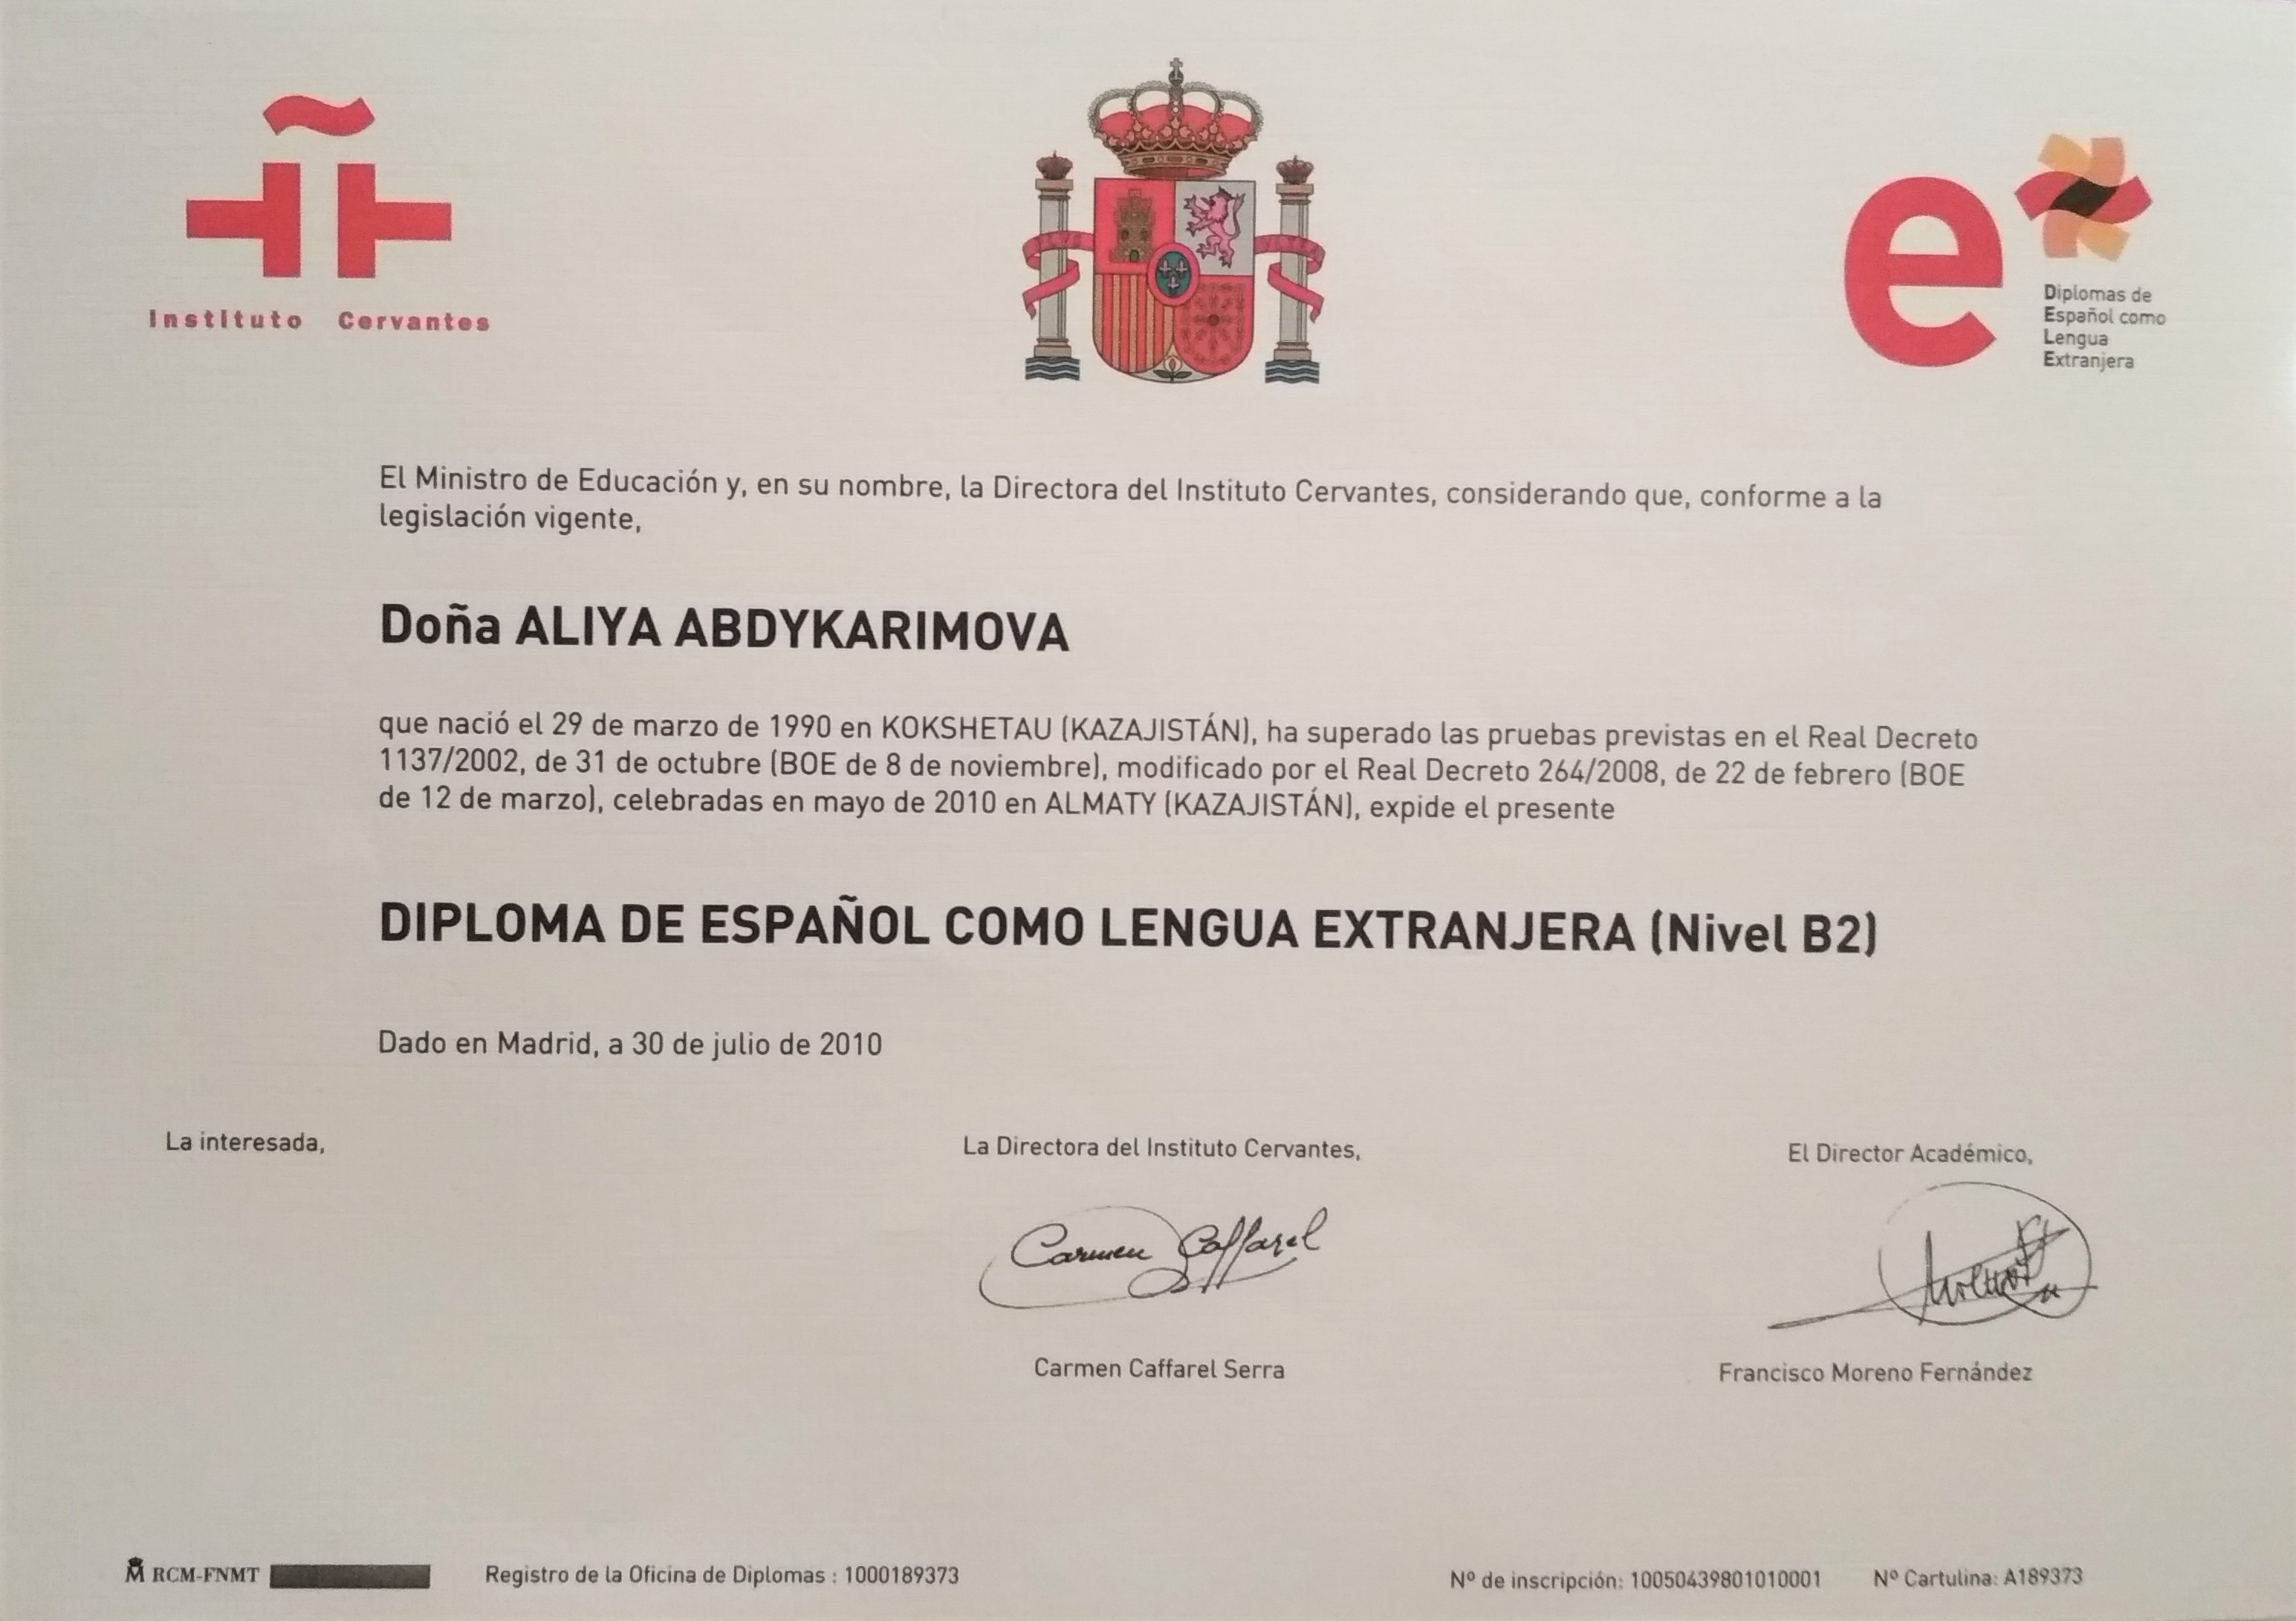 Instituto Cervantes
e
Diplomas de
Español como
Lengua
Extranjera
El Ministro de Educación y, en su nombre, la Directora del Instituto Cervantes, considerando que, conforme a la
legislación vigente,
Doña ALIYA ABDYKARIMOVA
que nació el 29 de marzo de 1990 en KOKSHETAU (KAZAJISTÁN), ha superado las pruebas previstas en el Real Decreto
1137/2002, de 31 de octubre (BOE de 8 de noviembre), modificado por el Real Decreto 264/2008, de 22 de febrero (BOE
de 12 de marzo), celebradas en mayo de 2010 en ALMATY (KAZAJISTÁN), expide el presente
DIPLOMA DE ESPAÑOL COMO LENGUA EXTRANJERA (Nivel B2)
Dado en Madrid, a 30 de julio de 2010
La interesada,
La Directora del Instituto Cervantes,
El Director Académico,
Carmen Caffarel
Carmen Caffarel Serra
Francisco Moreno Fernández
RCM-FNMT
Registro de la Oficina de Diplomas : 1000189373
Nº de inscripción: 10050439801010001
Nº Cartulina: A189373